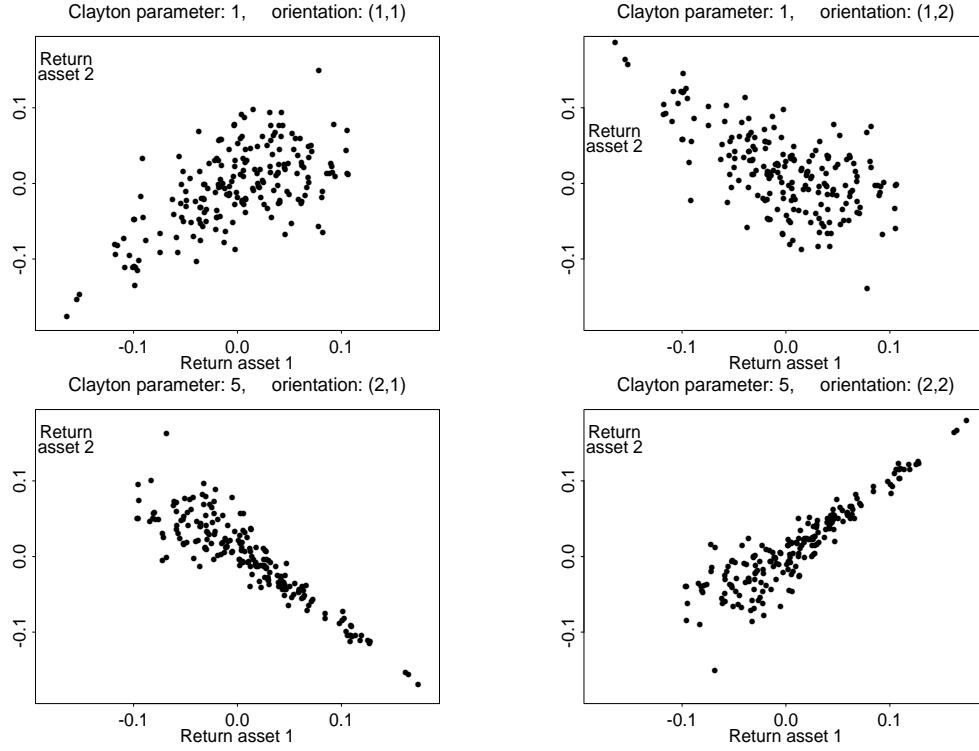 Clayton parameter: 1, orientation: (1,1)
Return
asset 2
0.1
0.0
-0.1
-0.1 0.0 0.1
Return asset 1
Clayton parameter: 1, orientation: (1,2)
0.1
Return
asset 2
0.0
-0.1
-0.1 0.0 0.1
Return asset 1
Clayton parameter: 5, orientation: (2,1)
Return
asset 2
0.1
0.0
-0.1
-0.1 0.0 0.1
Return asset 1
Clayton parameter: 5, orientation: (2,2)
Return
asset 2
0.1
0.0
-0.1
-0.1 0.0 0.1
Return asset 1